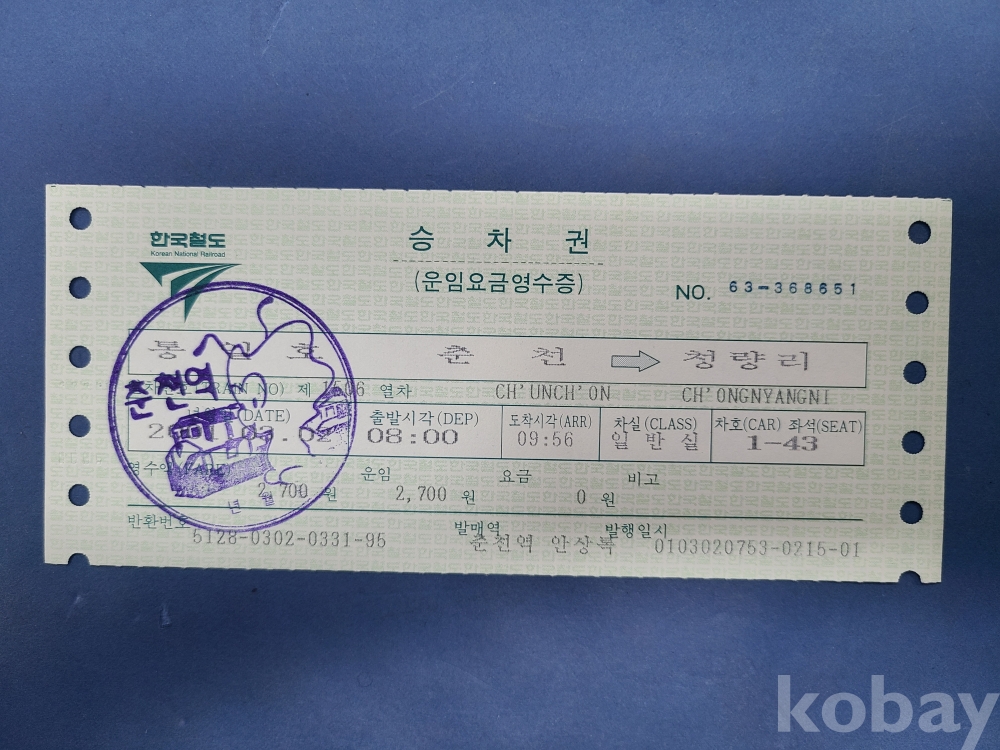 한국철도
Korean National Railroad
승 차 권
(운임요금영수증)
NO. 63-368651
통 일 호 춘 천 청량리
제 1606 열차 CH'UNCH'ON CH'ONGNYANGNI
(DATE) 출발시각(DEP) 도착시각(ARR) 차실(CLASS) 차호(CAR) 좌석(SEAT)
08:00 09:56 일반실 1-43
운임 요금 비고
2,700 원 2,700 원 0 원
반환번호 발매역 발행일시
5128-0302-0331-95 춘천역 안상록 0103020753-0215-01
춘천역
년 월
kobay